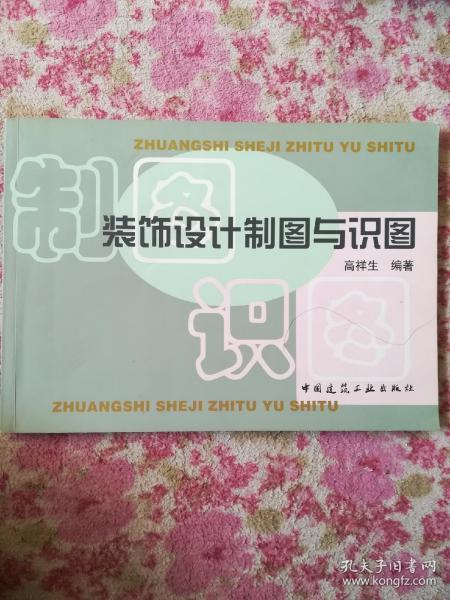 ZHUANGSHI SHEJI ZHITU YU SHITU
制图
装饰设计制图与识图
高祥生 编著
识图
中国建筑工业出版社
ZHUANGSHI SHEJI ZHITU YU SHITU
孔夫子旧书网
www.kongfz.com